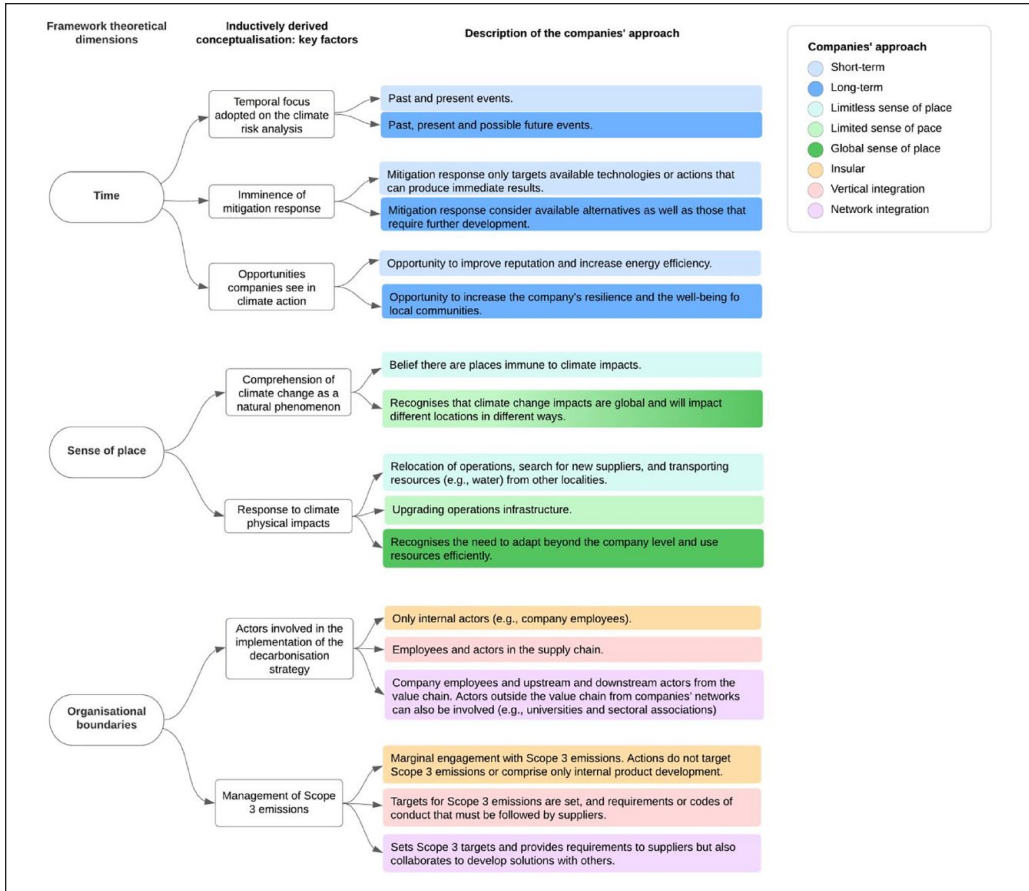 Framework theoretical
dimensions
Inductively derived
conceptualisation: key factors
Description of the companies' approach
Companies' approach
Short-term
Long-term
Limitless sense of place
Limited sense of pace
Global sense of place
Insular
Vertical integration
Network integration
Time
Temporal focus
adopted on the climate
risk analysis
Past and present events.
Past, present and possible future events.
Imminence of
mitigation response
Mitigation response only targets available technologies or actions that
can produce immediate results.
Mitigation response consider available alternatives as well as those that
require further development.
Opportunities
companies see in
climate action
Opportunity to improve reputation and increase energy efficiency.
Opportunity to increase the company's resilience and the well-being fo
local communities.
Sense of place
Comprehension of
climate change as a
natural phenomenon
Belief there are places immune to climate impacts.
Recognises that climate change impacts are global and will impact
different locations in different ways.
Response to climate
physical impacts
Relocation of operations, search for new suppliers, and transporting
resources (e.g., water) from other localities.
Upgrading operations infrastructure.
Recognises the need to adapt beyond the company level and use
resources efficiently.
Organisational
boundaries
Actors involved in the
implementation of the
decarbonisation
strategy
Only internal actors (e.g., company employees).
Employees and actors in the supply chain.
Company employees and upstream and downstream actors from the
value chain. Actors outside the value chain from companies' networks
can also be involved (e.g., universities and sectoral associations)
Management of Scope
3 emissions
Marginal engagement with Scope 3 emissions. Actions do not target
Scope 3 emissions or comprise only internal product development.
Targets for Scope 3 emissions are set, and requirements or codes of
conduct that must be followed by suppliers.
Sets Scope 3 targets and provides requirements to suppliers but also
collaborates to develop solutions with others.